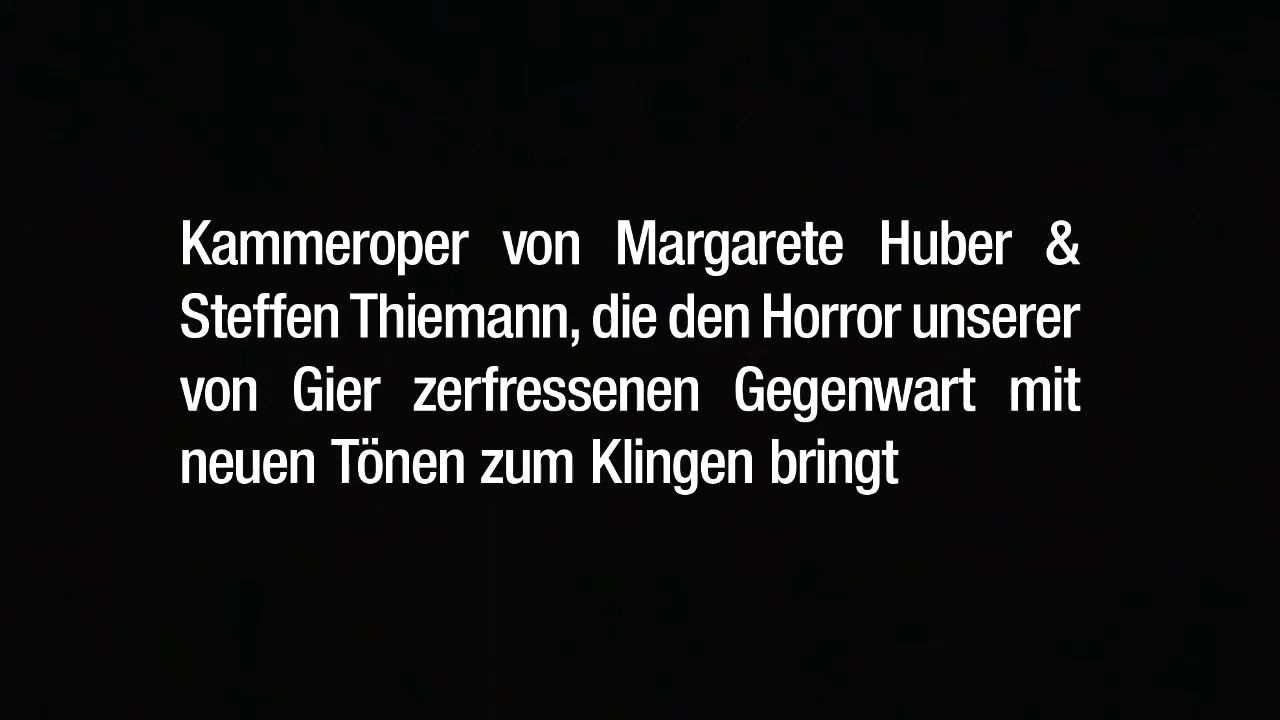 Kammeroper von Margarete Huber &
Steffen Thiemann, die den Horror unserer
von Gier zerfressenen Gegenwart mit
neuen Tönen zum Klingen bringt